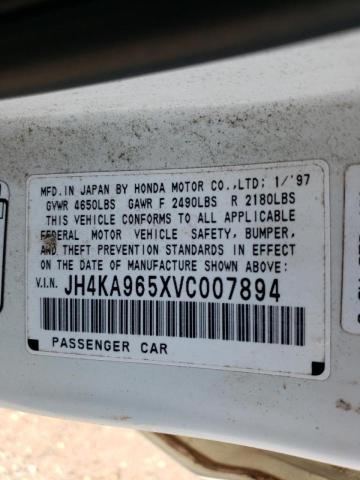 MFD. IN JAPAN BY HONDA MOTOR CO.,LTD; 1/'97
GVWR 4650LBS GAWR F 2490LBS R 2180LBS
THIS VEHICLE CONFORMS TO ALL APPLICABLE
FEDERAL MOTOR VEHICLE SAFETY, BUMPER,
AND THEFT PREVENTION STANDARDS IN EFFECT
ON THE DATE OF MANUFACTURE SHOWN ABOVE:
V.I.N. JH4KA965XVC007894
PASSENGER CAR